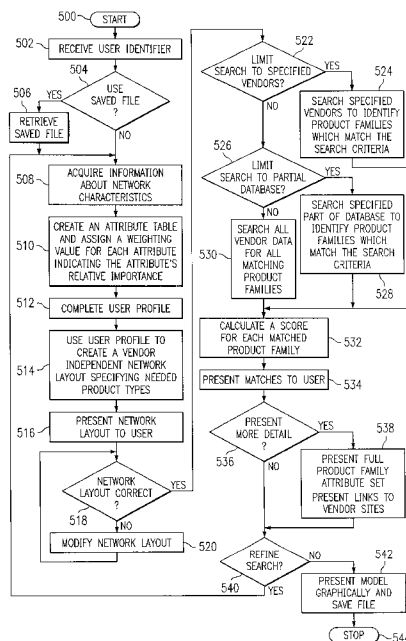 500
START
502
RECEIVE USER IDENTIFIER
504
USE
SAVED FILE
?
YES
NO
506
RETRIEVE
SAVED FILE
508
ACQUIRE INFORMATION
ABOUT NETWORK
CHARACTERISTICS
510
CREATE AN ATTRIBUTE TABLE
AND ASSIGN A WEIGHTING
VALUE FOR EACH ATTRIBUTE
INDICATING THE ATTRIBUTE'S
RELATIVE IMPORTANCE
512
COMPLETE USER PROFILE
514
USE USER PROFILE TO
CREATE A VENDOR
INDEPENDENT NETWORK
LAYOUT SPECIFYING NEEDED
PRODUCT TYPES
516
PRESENT NETWORK
LAYOUT TO USER
NETWORK
LAYOUT CORRECT
?
518
YES
NO
MODIFY NETWORK LAYOUT
520
522
LIMIT
SEARCH TO SPECIFIED
VENDORS?
YES
NO
524
SEARCH SPECIFIED
VENDORS TO IDENTIFY
PRODUCT FAMILIES
WHICH MATCH THE
SEARCH CRITERIA
526
LIMIT
SEARCH TO PARTIAL
DATABASE?
YES
NO
SEARCH SPECIFIED
PART OF DATABASE TO
IDENTIFY PRODUCT
FAMILIES WHICH
MATCH THE SEARCH
CRITERIA
528
530
SEARCH ALL
VENDOR DATA
FOR ALL
MATCHING
PRODUCT
FAMILIES
CALCULATE A SCORE
FOR EACH MATCHED
PRODUCT FAMILY
532
PRESENT MATCHES TO USER
534
PRESENT
MORE DETAIL
?
536
YES
NO
538
PRESENT FULL
PRODUCT FAMILY
ATTRIBUTE SET
PRESENT LINKS TO
VENDOR SITES
REFINE
SEARCH?
540
NO
YES
542
PRESENT MODEL
GRAPHICALLY AND
SAVE FILE
STOP
544